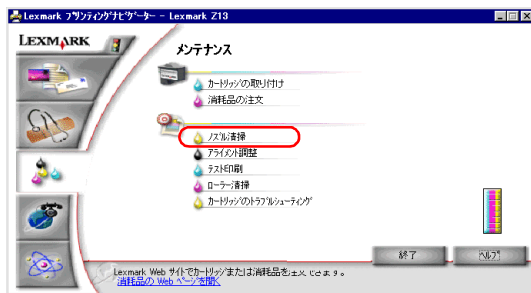 Lexmark プリンティングナビゲーター - Lexmark Z13
LEXMARK
メンテナンス
カートリッジの取り付け
消耗品の注文
ノズル清掃
アライメント調整
テスト印刷
ローラー清掃
カートリッジのトラブルシューティング
終了
ヘルプ
Lexmark Web サイトでカートリッジまたは消耗品を注文できます。
消耗品の Web ページを開く